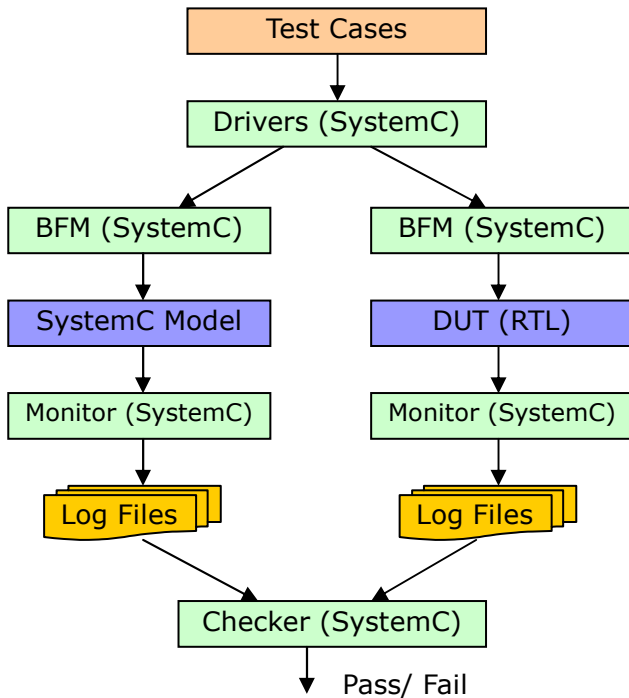 Test Cases
Drivers (SystemC)
BFM (SystemC)
BFM (SystemC)
SystemC Model
DUT (RTL)
Monitor (SystemC)
Monitor (SystemC)
Log Files
Log Files
Checker (SystemC)
Pass/ Fail